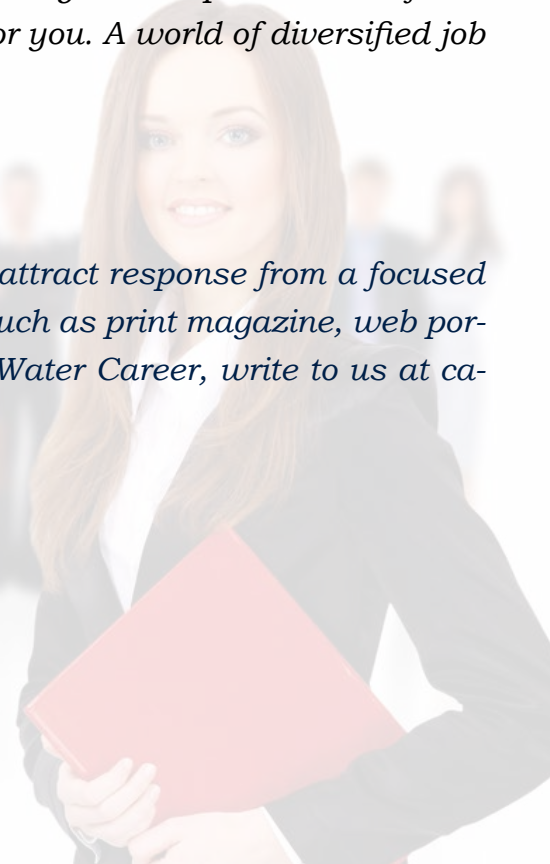 or you. A world of diversified job
attract response from a focused
uch as print magazine, web por-
Water Career, write to us at ca-